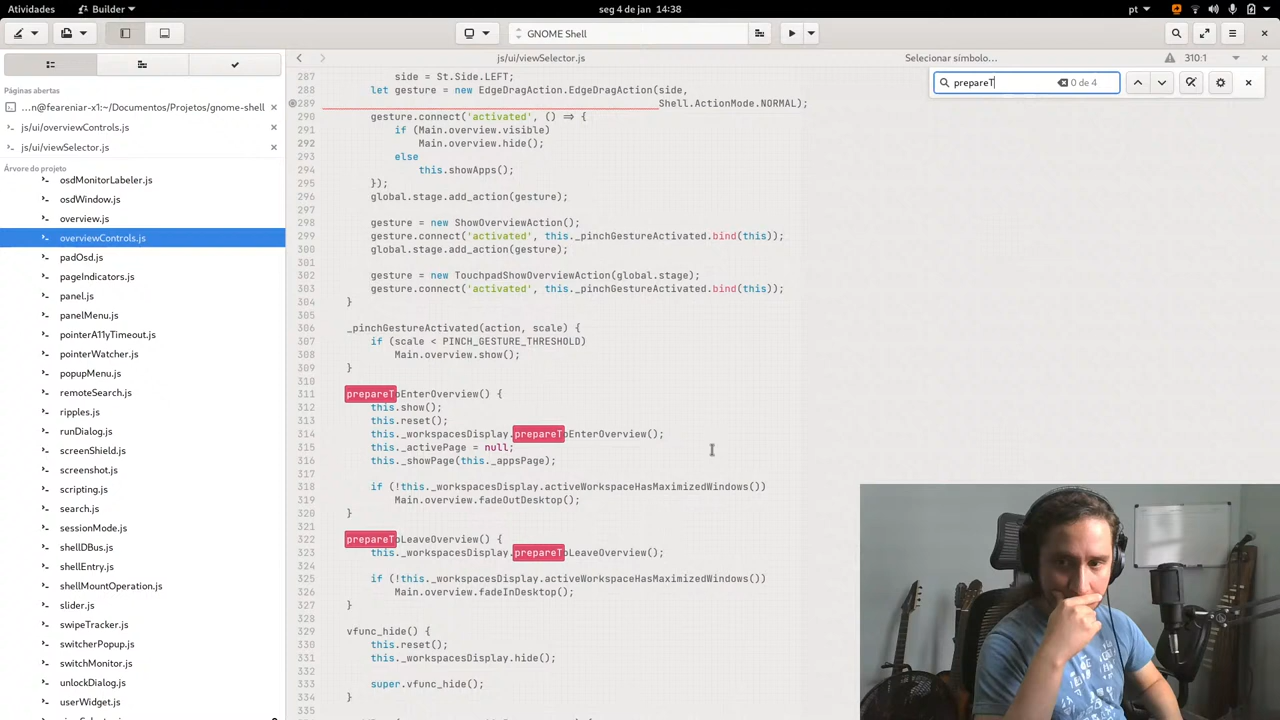 Atividades
Builder
seg 4 de jan 14:38
pt
GNOME Shell
js/ui/viewSelector.js
Selecionar símbolo…
310:1
prepareT
0 de 4
Páginas abertas
…n@feareniar-x1:~/Documentos/Projetos/gnome-shell
js/ui/overviewControls.js
js/ui/viewSelector.js
Árvore do projeto
osdMonitorLabeler.js
osdWindow.js
overview.js
overviewControls.js
padOsd.js
pageIndicators.js
panel.js
panelMenu.js
pointerA11yTimeout.js
pointerWatcher.js
popupMenu.js
remoteSearch.js
ripples.js
runDialog.js
screenShield.js
screenshot.js
scripting.js
search.js
sessionMode.js
shellDBus.js
shellEntry.js
shellMountOperation.js
slider.js
swipeTracker.js
switcherPopup.js
switchMonitor.js
unlockDialog.js
userWidget.js
287 side = St.Side.LEFT;
288 let gesture = new EdgeDragAction.EdgeDragAction(side,
289 Shell.ActionMode.NORMAL);
290 gesture.connect('activated', () => {
291 if (Main.overview.visible)
292 Main.overview.hide();
293 else
294 this.showApps();
295 });
296 global.stage.add_action(gesture);
297
298 gesture = new ShowOverviewAction();
299 gesture.connect('activated', this._pinchGestureActivated.bind(this));
300 global.stage.add_action(gesture);
301
302 gesture = new TouchpadShowOverviewAction(global.stage);
303 gesture.connect('activated', this._pinchGestureActivated.bind(this));
304 }
305
306 _pinchGestureActivated(action, scale) {
307 if (scale < PINCH_GESTURE_THRESHOLD)
308 Main.overview.show();
309 }
310
311 prepareToEnterOverview() {
312 this.show();
313 this.reset();
314 this._workspacesDisplay.prepareToEnterOverview();
315 this._activePage = null;
316 this._showPage(this._appsPage);
317
318 if (!this._workspacesDisplay.activeWorkspaceHasMaximizedWindows())
319 Main.overview.fadeOutDesktop();
320 }
321
322 prepareToLeaveOverview() {
323 this._workspacesDisplay.prepareToLeaveOverview();
324
325 if (!this._workspacesDisplay.activeWorkspaceHasMaximizedWindows())
326 Main.overview.fadeInDesktop();
327 }
328
329 vfunc_hide() {
330 this.reset();
331 this._workspacesDisplay.hide();
332
333 super.vfunc_hide();
334 }
335